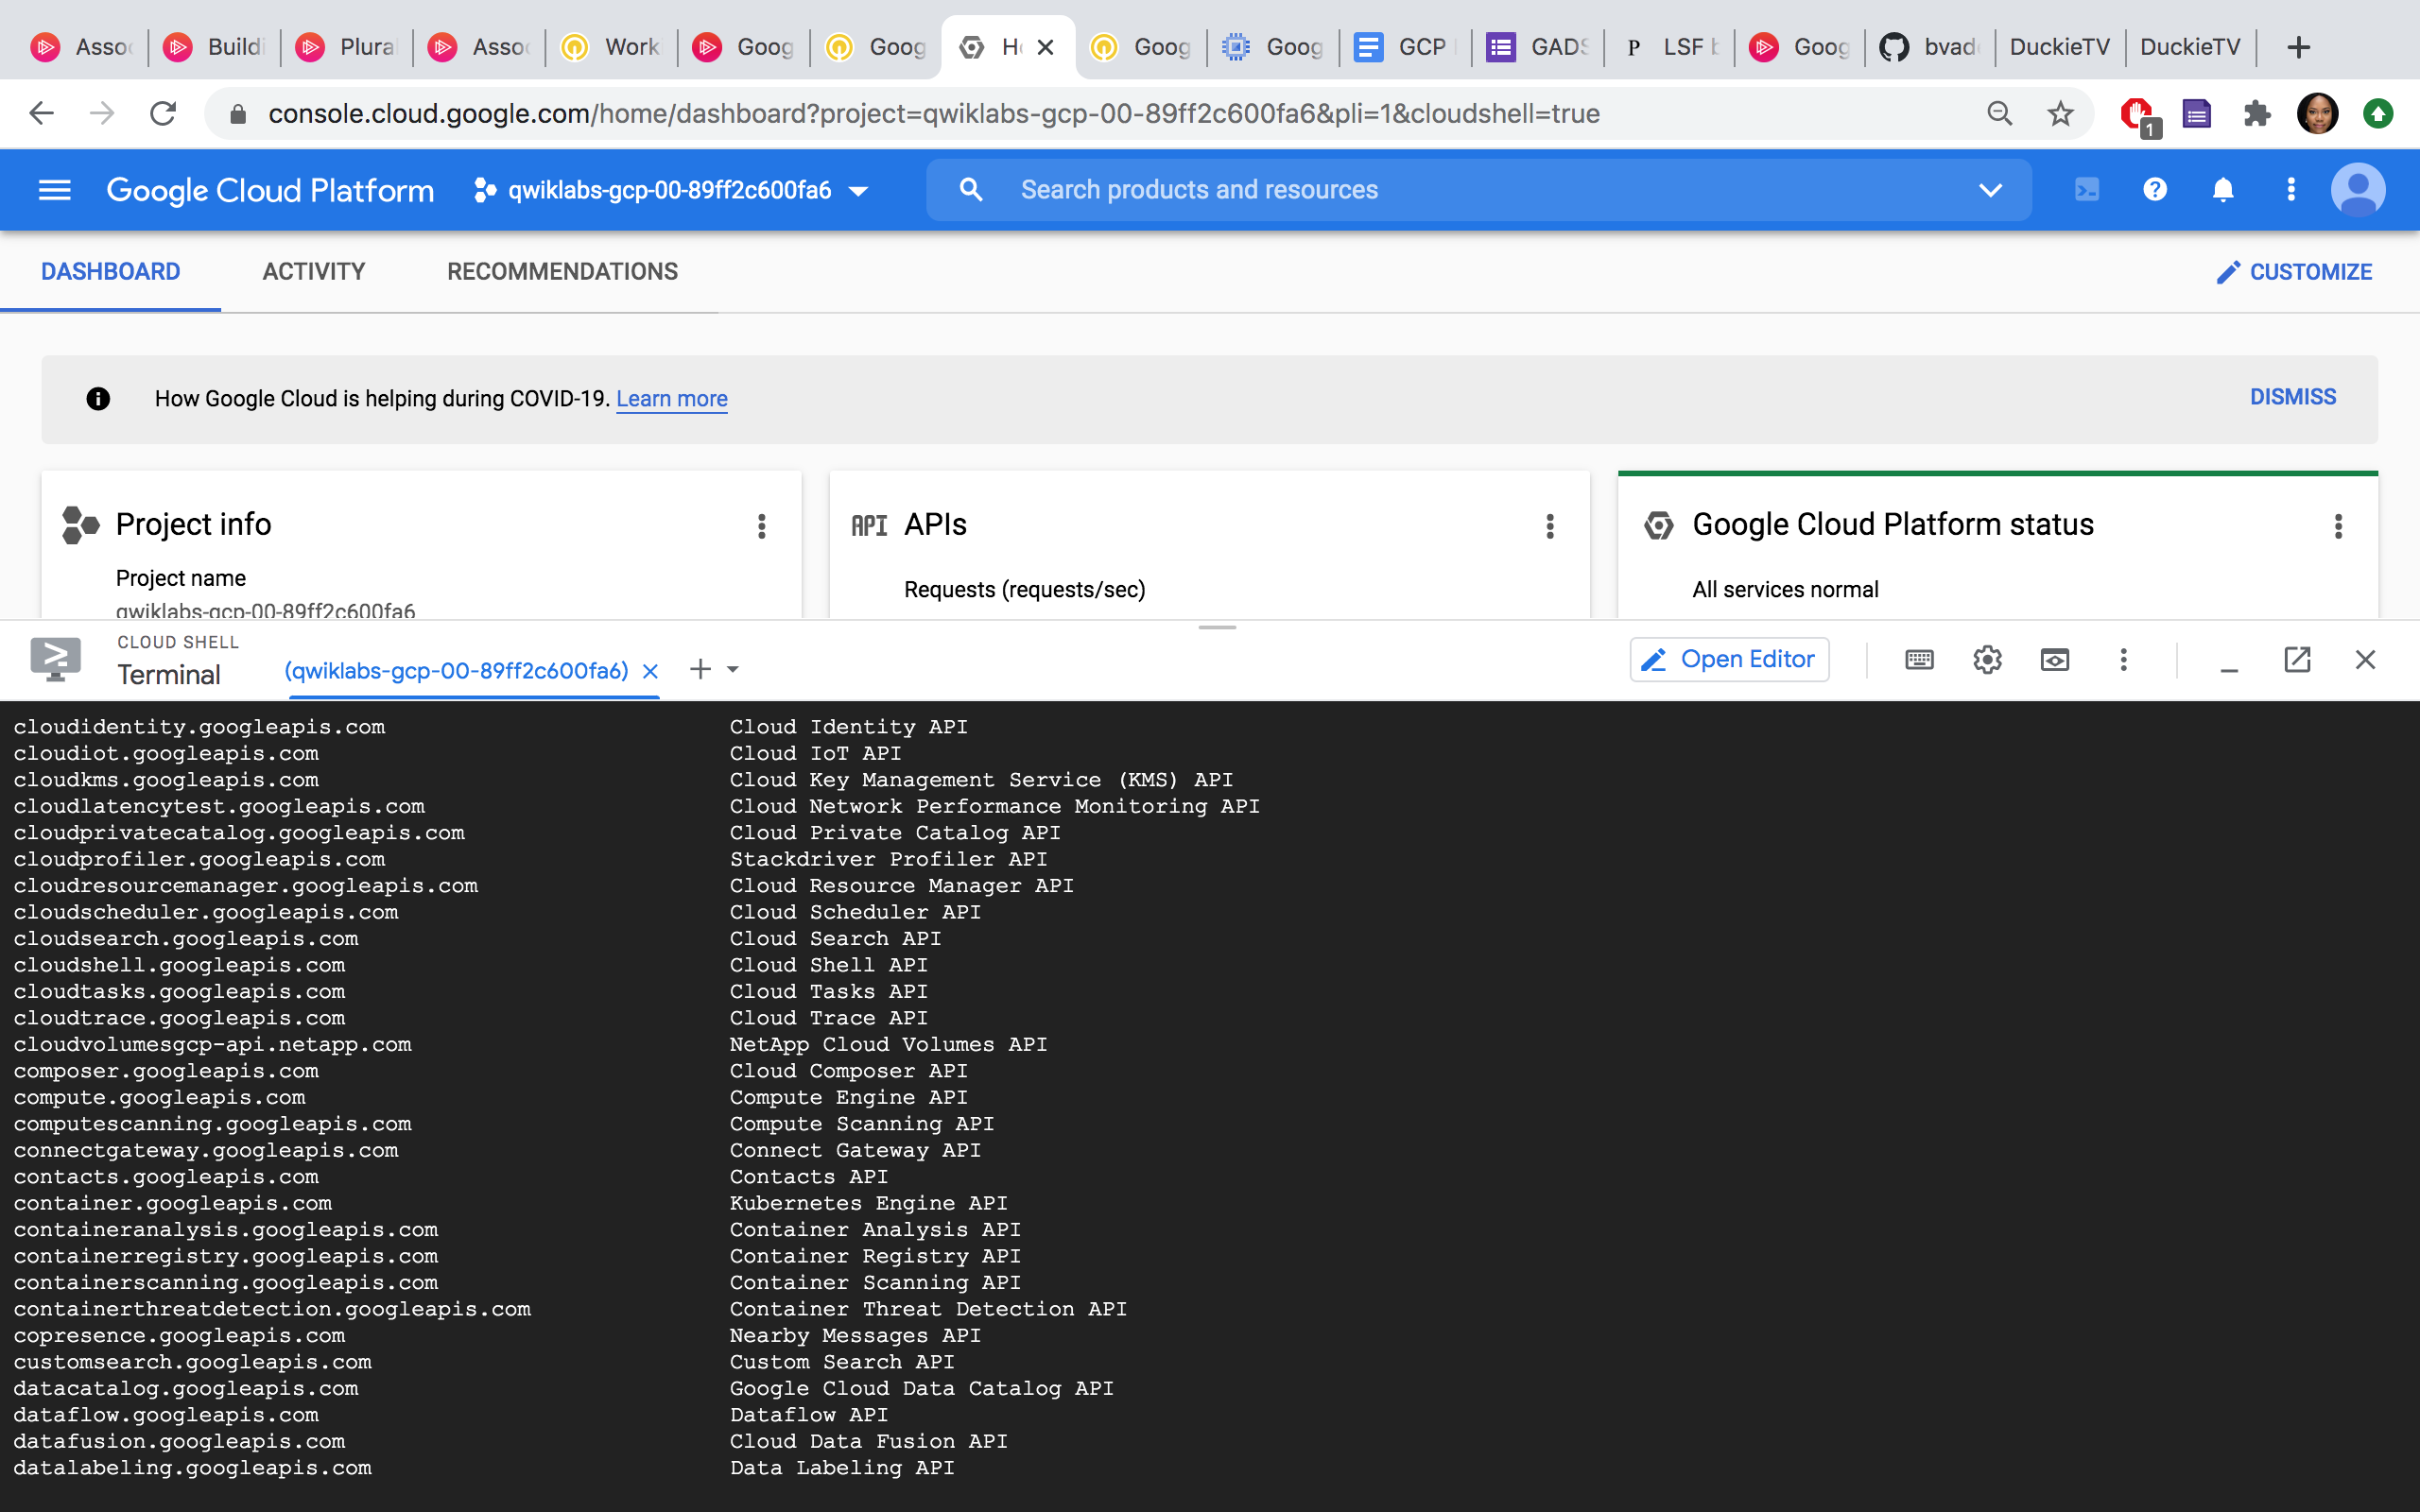 Asso Buildi Plura Asso Work Goog Goog H Goog Goog GCP GADS P LSF b Goog bvad DuckieTV DuckieTV
console.cloud.google.com/home/dashboard?project=qwiklabs-gcp-00-89ff2c600fa6&pli=1&cloudshell=true 1
Google Cloud Platform qwiklabs-gcp-00-89ff2c600fa6 Search products and resources
DASHBOARD ACTIVITY RECOMMENDATIONS CUSTOMIZE
How Google Cloud is helping during COVID-19. Learn more DISMISS
Project info API APIs Google Cloud Platform status
Project name Requests (requests/sec) All services normal
qwiklabs-gcp-00-89ff2c600fa6
CLOUD SHELL
Terminal (qwiklabs-gcp-00-89ff2c600fa6) Open Editor
cloudidentity.googleapis.com Cloud Identity API
cloudiot.googleapis.com Cloud IoT API
cloudkms.googleapis.com Cloud Key Management Service (KMS) API
cloudlatencytest.googleapis.com Cloud Network Performance Monitoring API
cloudprivatecatalog.googleapis.com Cloud Private Catalog API
cloudprofiler.googleapis.com Stackdriver Profiler API
cloudresourcemanager.googleapis.com Cloud Resource Manager API
cloudscheduler.googleapis.com Cloud Scheduler API
cloudsearch.googleapis.com Cloud Search API
cloudshell.googleapis.com Cloud Shell API
cloudtasks.googleapis.com Cloud Tasks API
cloudtrace.googleapis.com Cloud Trace API
cloudvolumesgcp-api.netapp.com NetApp Cloud Volumes API
composer.googleapis.com Cloud Composer API
compute.googleapis.com Compute Engine API
computescanning.googleapis.com Compute Scanning API
connectgateway.googleapis.com Connect Gateway API
contacts.googleapis.com Contacts API
container.googleapis.com Kubernetes Engine API
containeranalysis.googleapis.com Container Analysis API
containerregistry.googleapis.com Container Registry API
containerscanning.googleapis.com Container Scanning API
containerthreatdetection.googleapis.com Container Threat Detection API
copresence.googleapis.com Nearby Messages API
customsearch.googleapis.com Custom Search API
datacatalog.googleapis.com Google Cloud Data Catalog API
dataflow.googleapis.com Dataflow API
datafusion.googleapis.com Cloud Data Fusion API
datalabeling.googleapis.com Data Labeling API